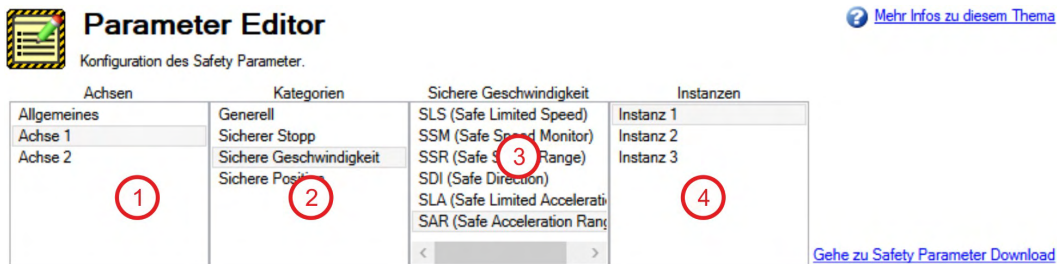 Parameter Editor
Mehr Infos zu diesem Thema
Konfiguration des Safety Parameter.
Achsen
Allgemeines
Achse 1
Achse 2
1
Kategorien
Generell
Sicherer Stopp
Sichere Geschwindigkeit
Sichere
2
Sichere Geschwindigkeit
SLS (Safe Limited Speed)
SSM (Safe Speed Monitor)
SSR (Safe Range)
SDI (Safe Direction)
SLA (Safe Limited Accelerati
SAR (Safe Acceleration Rang
3
Instanzen
Instanz 1
Instanz 2
Instanz 3
4
Gehe zu Safety Parameter Download